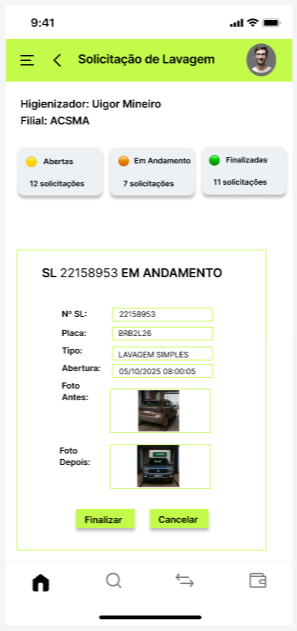 9:41
Solicitação de Lavagem
Higienizador: Uigor Mineiro
Filial: ACSMA
Abertas
12 solicitações
Em Andamento
7 solicitações
Finalizadas
11 solicitações
SL 22158953 EM ANDAMENTO
Nº SL: 22158953
Placa: BRB2L26
Tipo: LAVAGEM SIMPLES
Abertura: 05/10/2025 08:00:05
Foto
Antes:
Foto
Depois:
Finalizar Cancelar